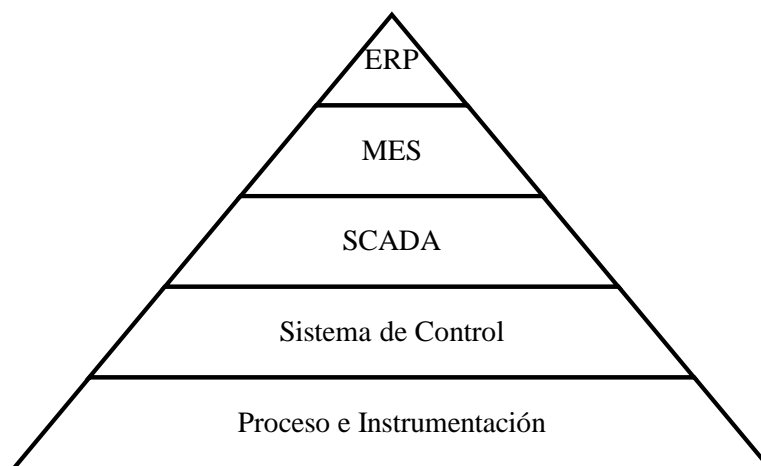 ERP
MES
SCADA
Sistema de Control
Proceso e Instrumentación